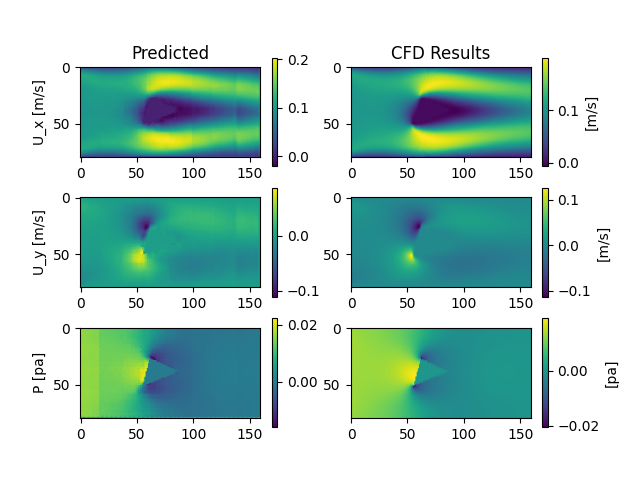 Predicted
CFD Results
U_x [m/s]
0
50
0 50 100 150
0.2
0.1
0.0
0
50
0 50 100 150
0.1
0.0
[m/s]
U_y [m/s]
0
50
0 50 100 150
0.0
−0.1
0
50
0 50 100 150
0.1
0.0
−0.1
[m/s]
P [pa]
0
50
0 50 100 150
0.02
0.00
0
50
0 50 100 150
0.00
−0.02
[pa]